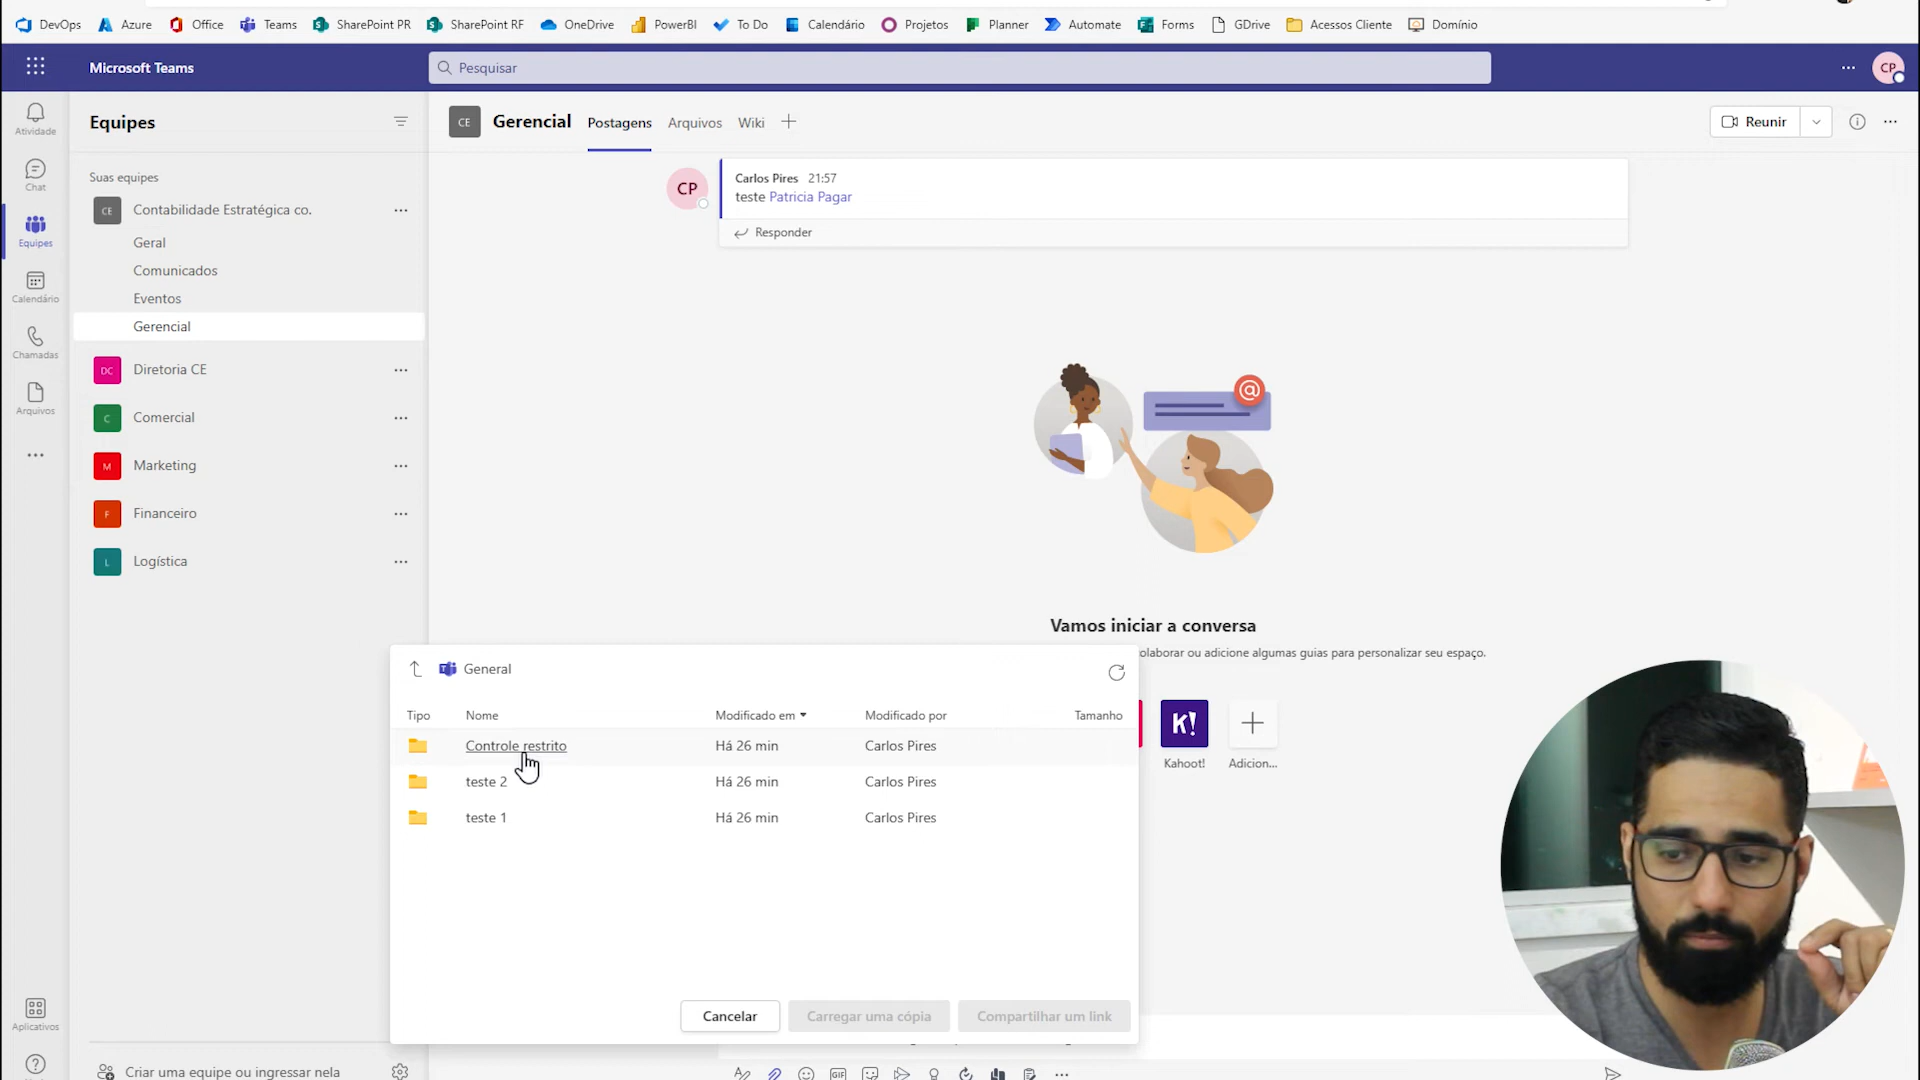 DevOps Azure Office Teams SharePoint PR SharePoint RF OneDrive PowerBI To Do Calendário Projetos Planner Automate Forms GDrive Acessos Cliente Domínio
Microsoft Teams
Pesquisar
CP
Atividade
Chat
Equipes
Calendário
Chamadas
Arquivos
Aplicativos
Equipes
Suas equipes
CE Contabilidade Estratégica co.
Geral
Comunicados
Eventos
Gerencial
DC Diretoria CE
C Comercial
M Marketing
F Financeiro
L Logística
Criar uma equipe ou ingressar nela
CE Gerencial Postagens Arquivos Wiki
Reunir
CP
Carlos Pires 21:57
teste Patricia Pagar
Responder
@
Vamos iniciar a conversa
olaborar ou adicione algumas guias para personalizar seu espaço.
K!
Kahoot!
Adicion...
General
Tipo Nome Modificado em Modificado por Tamanho
Controle restrito Há 26 min Carlos Pires
teste 2 Há 26 min Carlos Pires
teste 1 Há 26 min Carlos Pires
Cancelar Carregar uma cópia Compartilhar um link
GIF